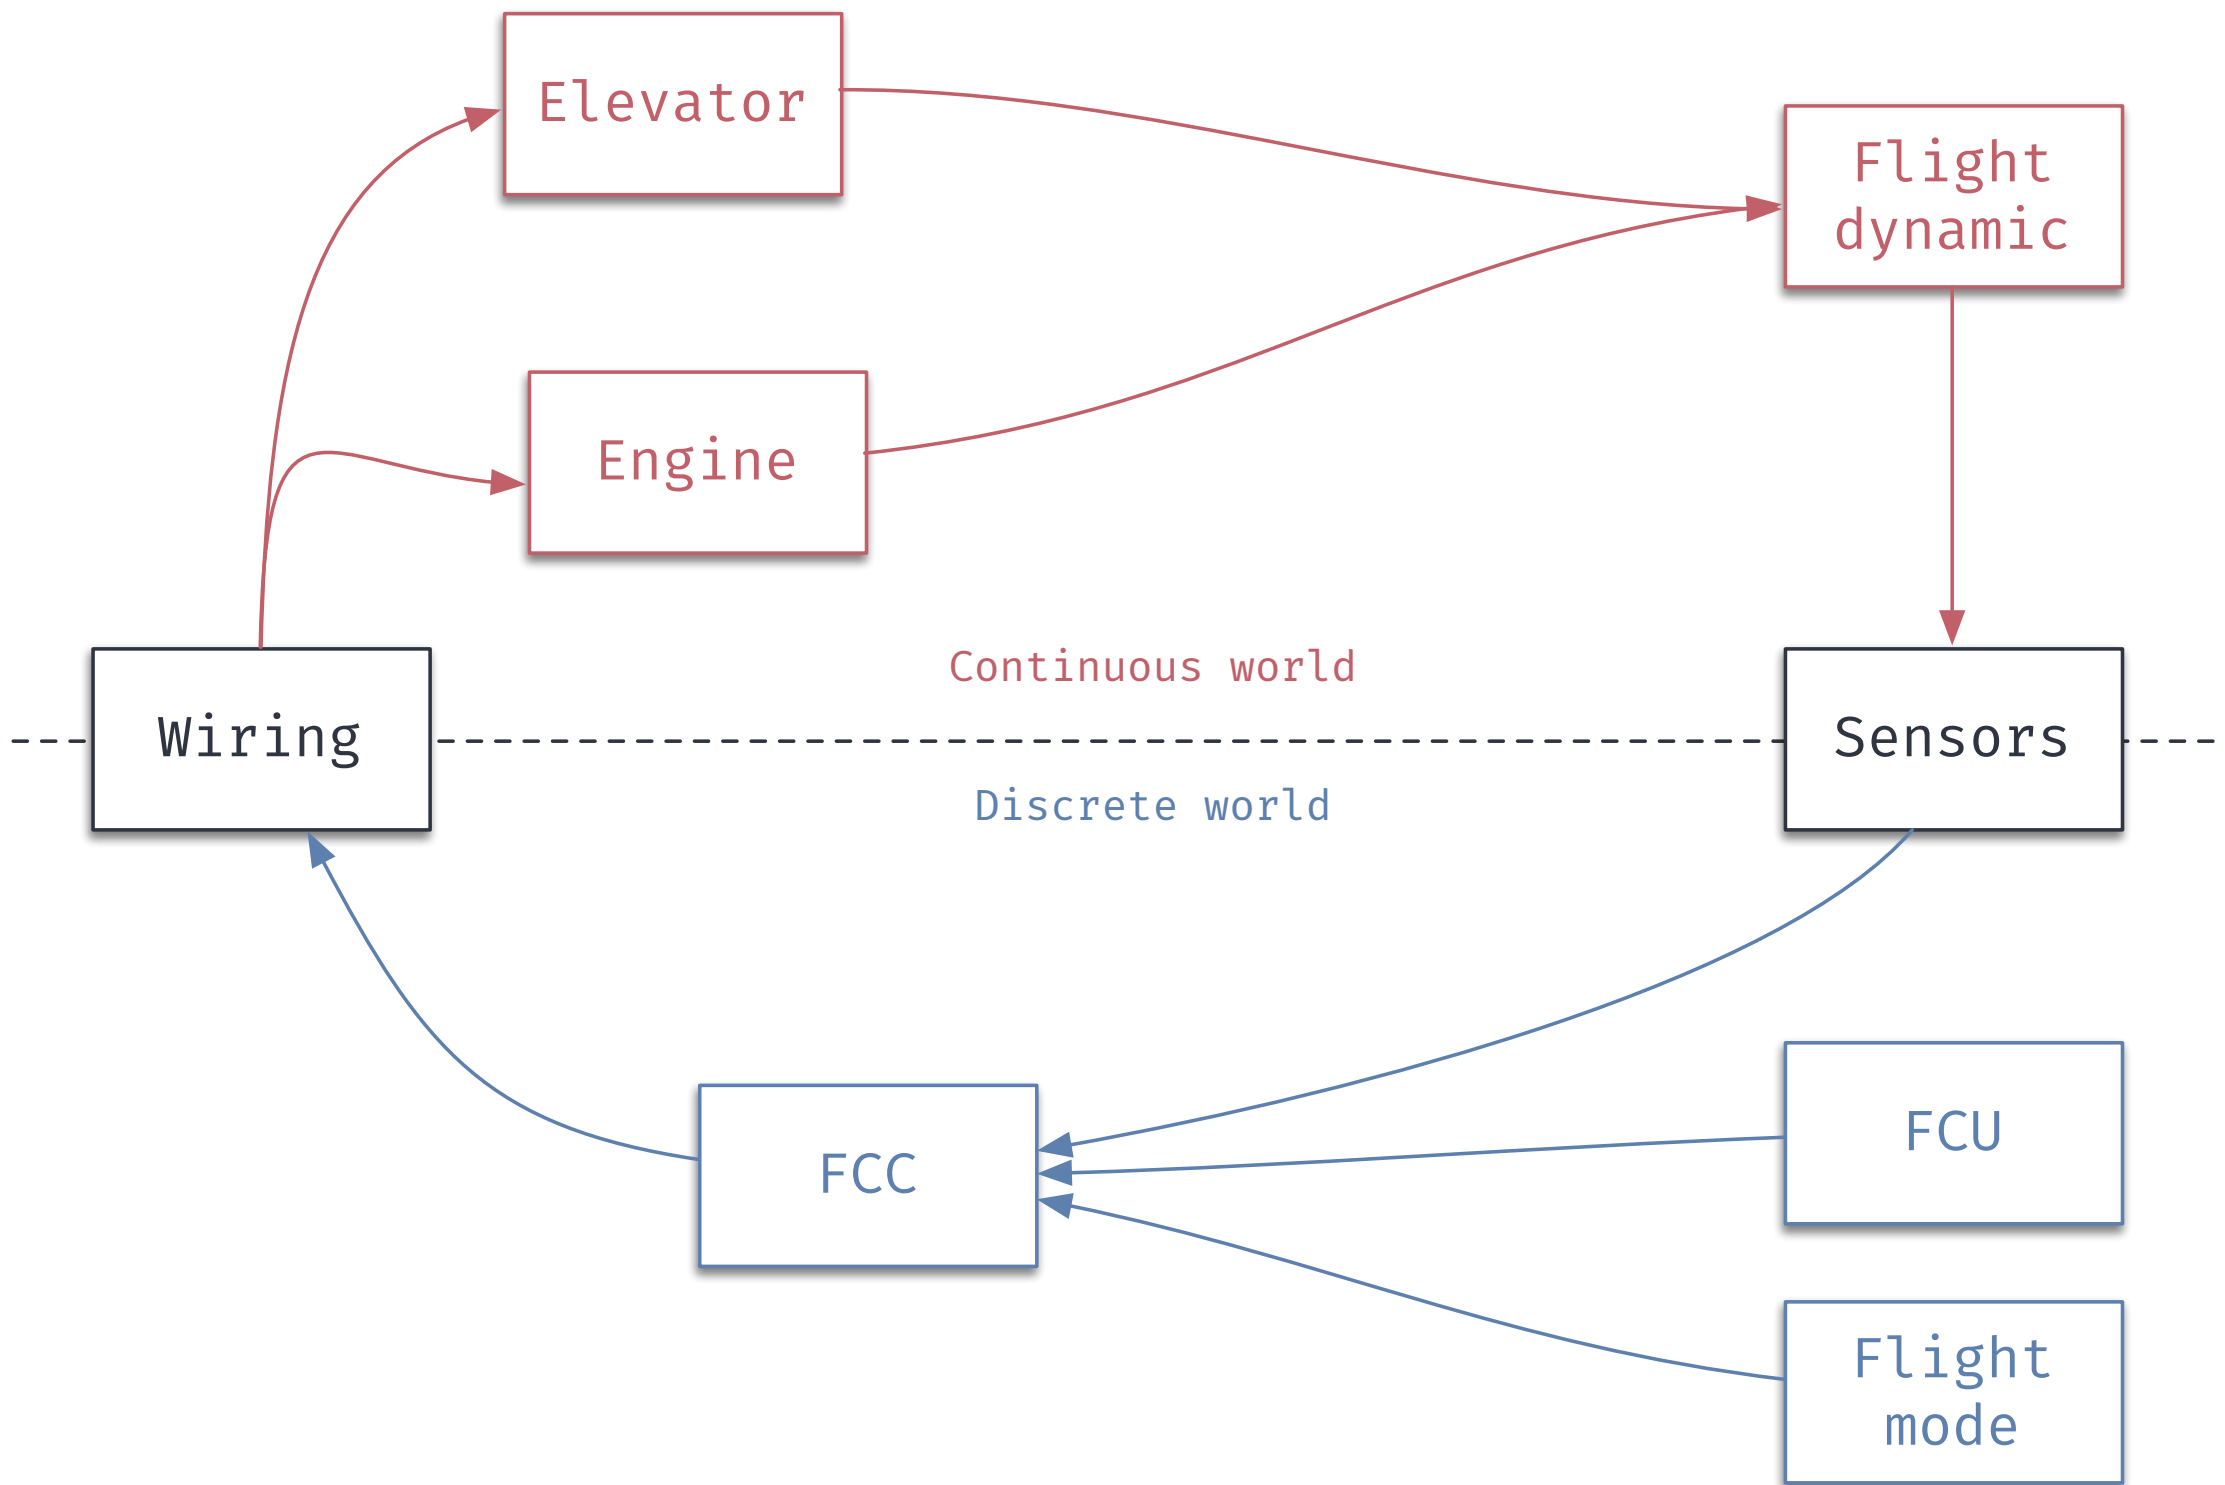 Elevator
Flight
dynamic
Engine
Continuous world
Wiring
Sensors
Discrete world
FCU
FCC
Flight
mode